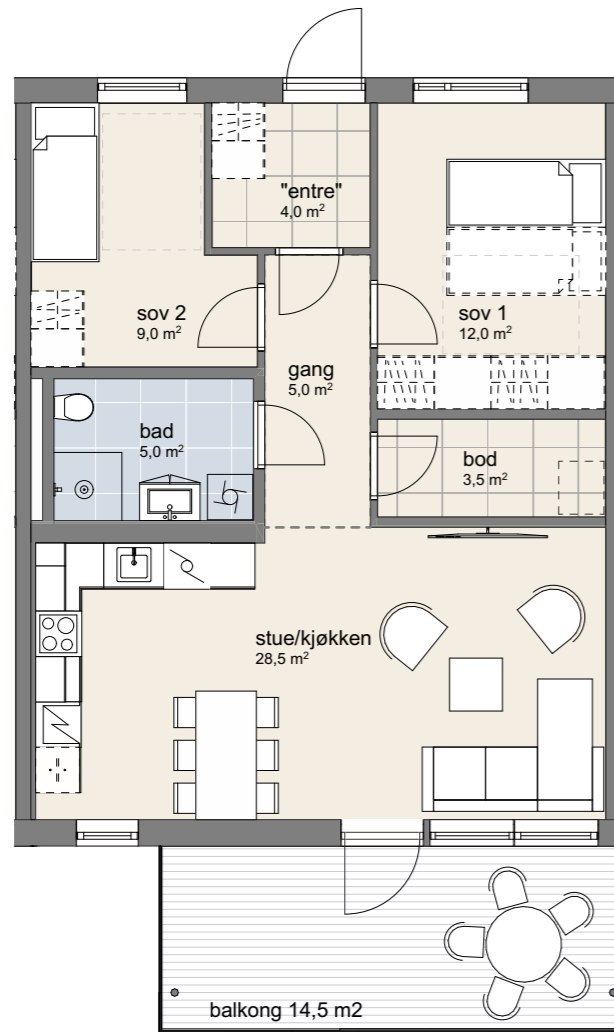 "entre"
4,0 m²
sov 2
9,0 m²
sov 1
12,0 m²
gang
5,0 m²
bad
5,0 m²
bod
3,5 m²
stue/kjøkken
28,5 m²
balkong 14,5 m2